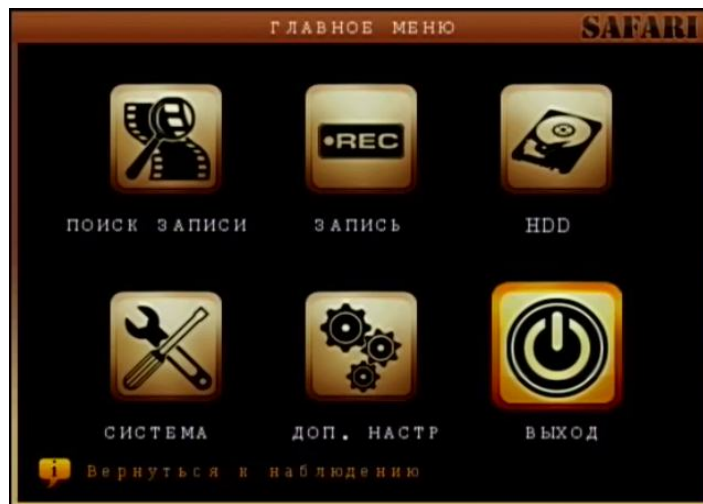 ГЛАВНОЕ МЕНЮ SAFARI
•REC
ПОИСК ЗАПИСИ ЗАПИСЬ HDD
СИСТЕМА ДОП. НАСТР ВЫХОД
i Вернуться к наблюдению